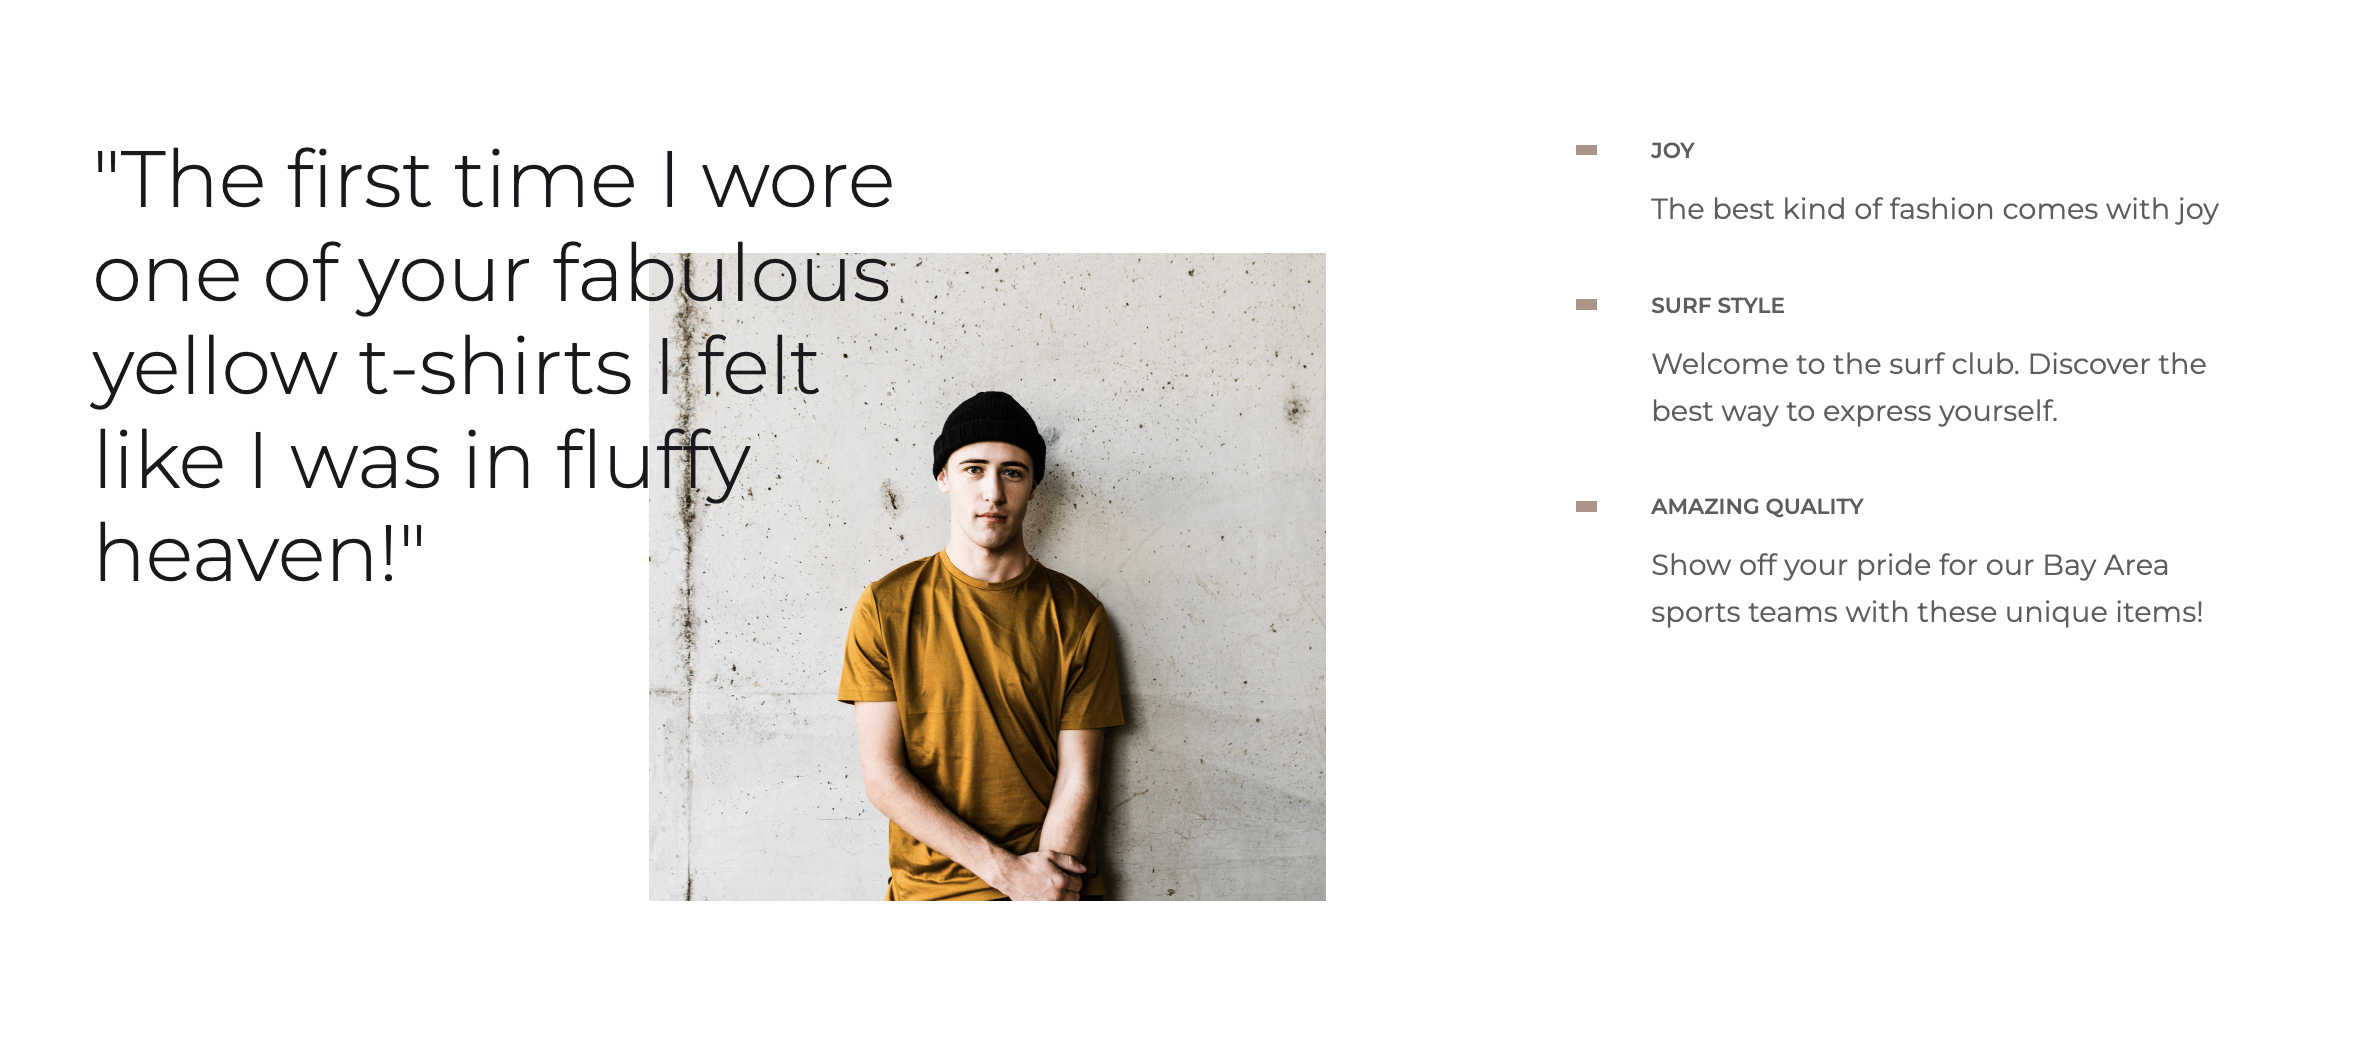 "The first time I wore
one of your fabulous
yellow t-shirts I felt
like I was in fluffy
heaven!"
JOY
The best kind of fashion comes with joy
SURF STYLE
Welcome to the surf club. Discover the
best way to express yourself.
AMAZING QUALITY
Show off your pride for our Bay Area
sports teams with these unique items!